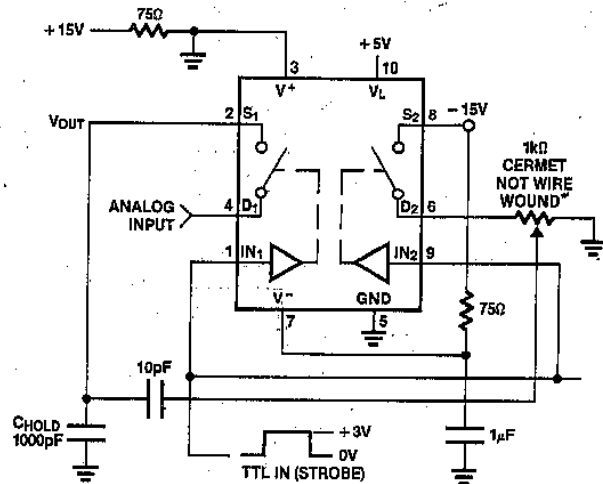 75Ω
+15V
+5V
3
10
V+
VL
2
S1
S2
8
-15V
VOUT
1kΩ
CERMET
NOT WIRE
WOUND*
ANALOG
INPUT
4
D1
D2
6
1
IN1
IN2
9
V-
GND
7
5
75Ω
10pF
CHOLD
1000pF
+3V
0V
TTL IN (STROBE)
1μF